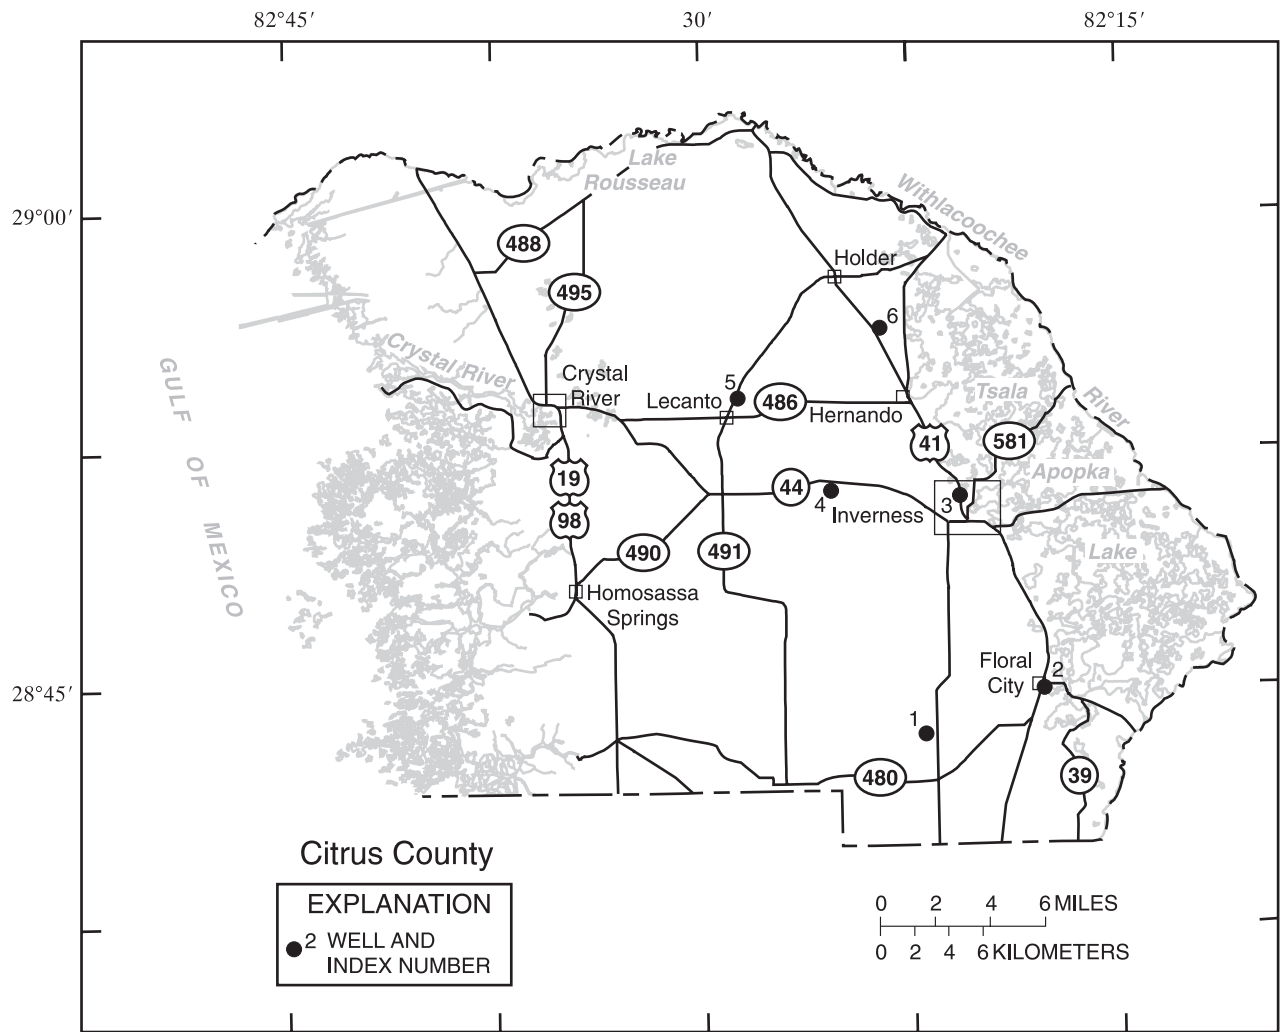 82°45′
30′
82°15′
29°00′
28°45′
Lake
Rousseau
Withlacoochee
River
488
495
Holder
6
Crystal River
Crystal
River
5
Lecanto
486
Hernando
Tsala
Apopka
Lake
41
581
GULF OF MEXICO
19
98
44
4
Inverness
3
490
491
Homosassa
Springs
Floral
City
2
1
480
39
Citrus County
EXPLANATION
2 WELL AND
INDEX NUMBER
0 2 4 6 MILES
0 2 4 6 KILOMETERS